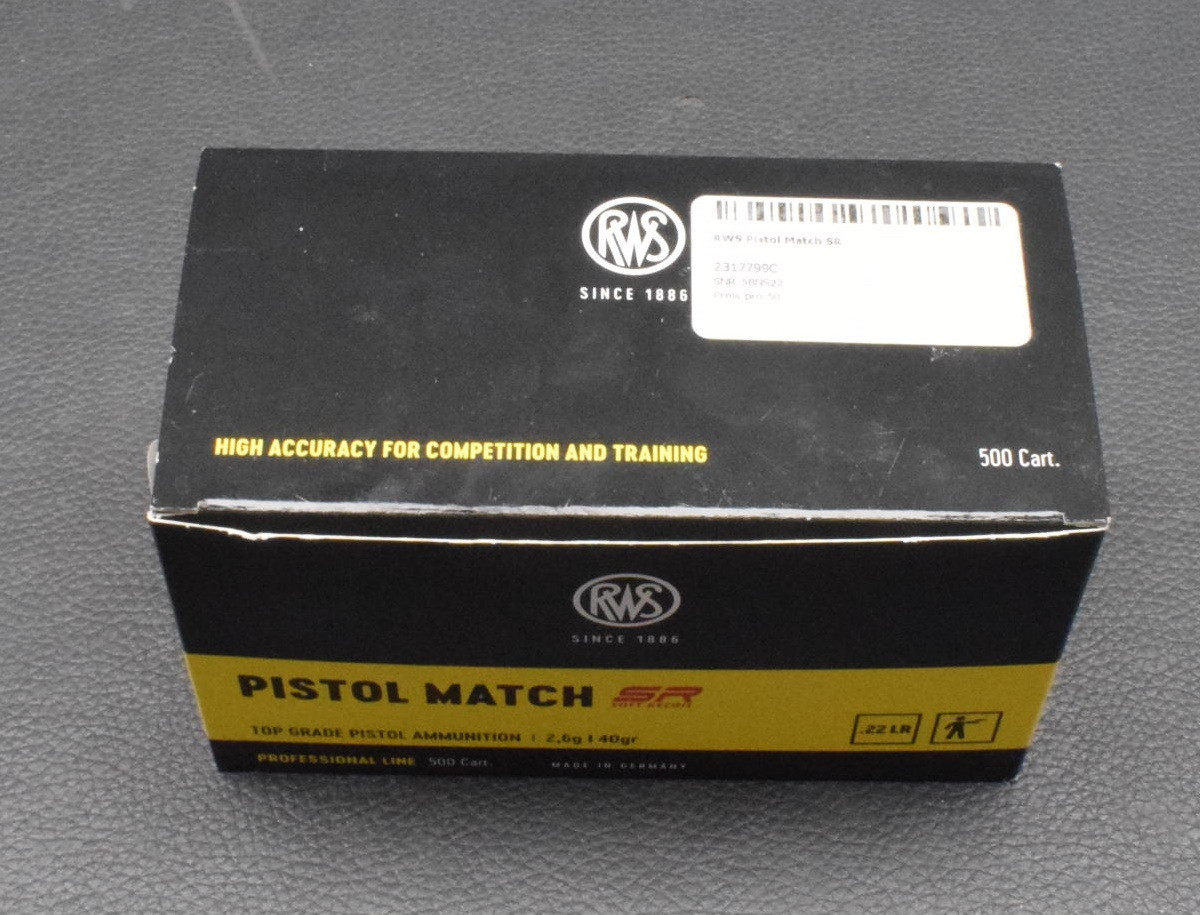 RWS
SINCE 1886
RWS Pistol Match SR
2317799C
HIGH ACCURACY FOR COMPETITION AND TRAINING
500 Cart.
RWS
SINCE 1886
PISTOL MATCH SR
SOFT RECOIL
TOP GRADE PISTOL AMMUNITION | 2,6g | 40gr
.22 LR
PROFESSIONAL LINE 500 Cart.
MADE IN GERMANY